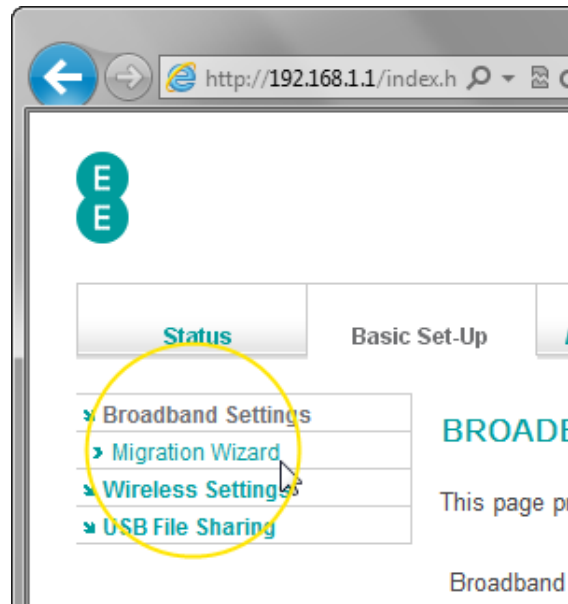 http://192.168.1.1/index.h
E
E
Status Basic Set-Up
Broadband Settings
Migration Wizard
Wireless Settings
USB File Sharing
BROADB
This page pr
Broadband